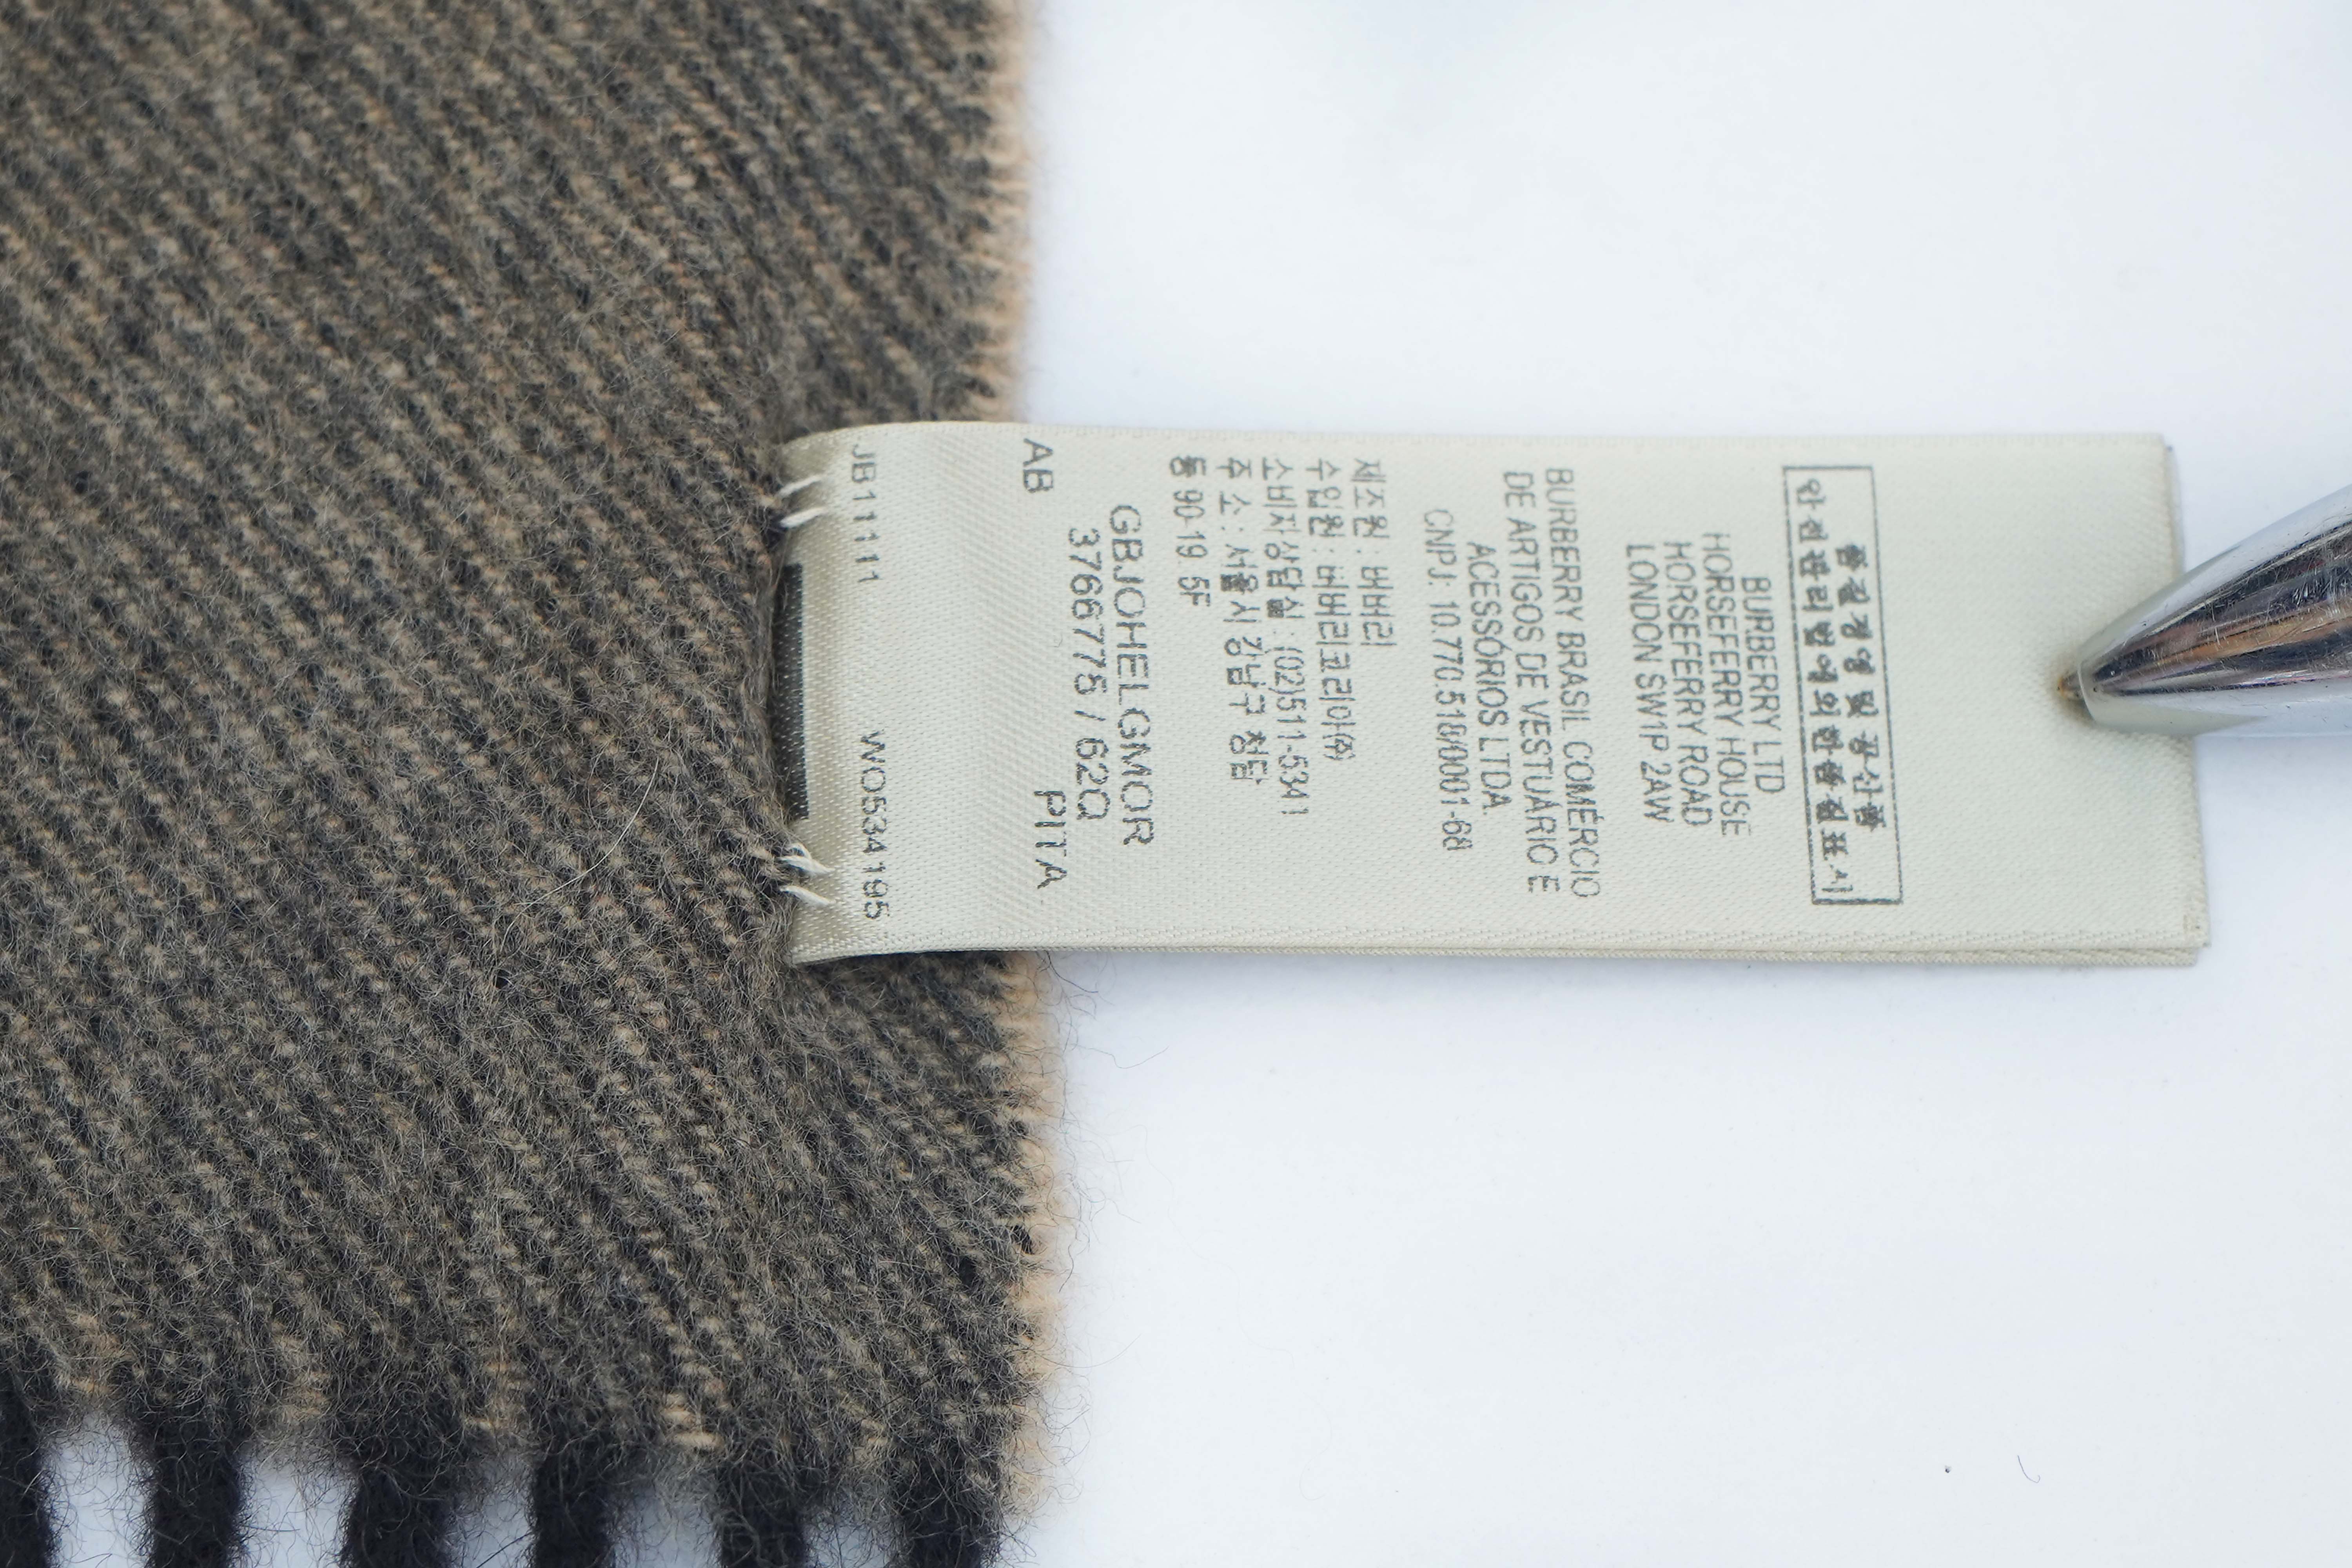 품질경영 및 공산품
안전관리법에의한품질표시
BURBERRY LTD
HORSEFERRY HOUSE
HORSEFERRY ROAD
LONDON SW1P 2AW
BURBERRY BRASIL COMÉRCIO
DE ARTIGOS DE VESTUÁRIO E
ACESSÓRIOS LTDA.
CNPJ: 10.770.518/0001-68
제조원 : 버버리
수입원 : 버버리코리아㈜
소비자상담실 : (02)511-5341
주 소 : 서울시 강남구 청담
동 90-19 5F
GBJOHELGMOR
3766775 / 62Q
AB PITA
JB11111 WO534195